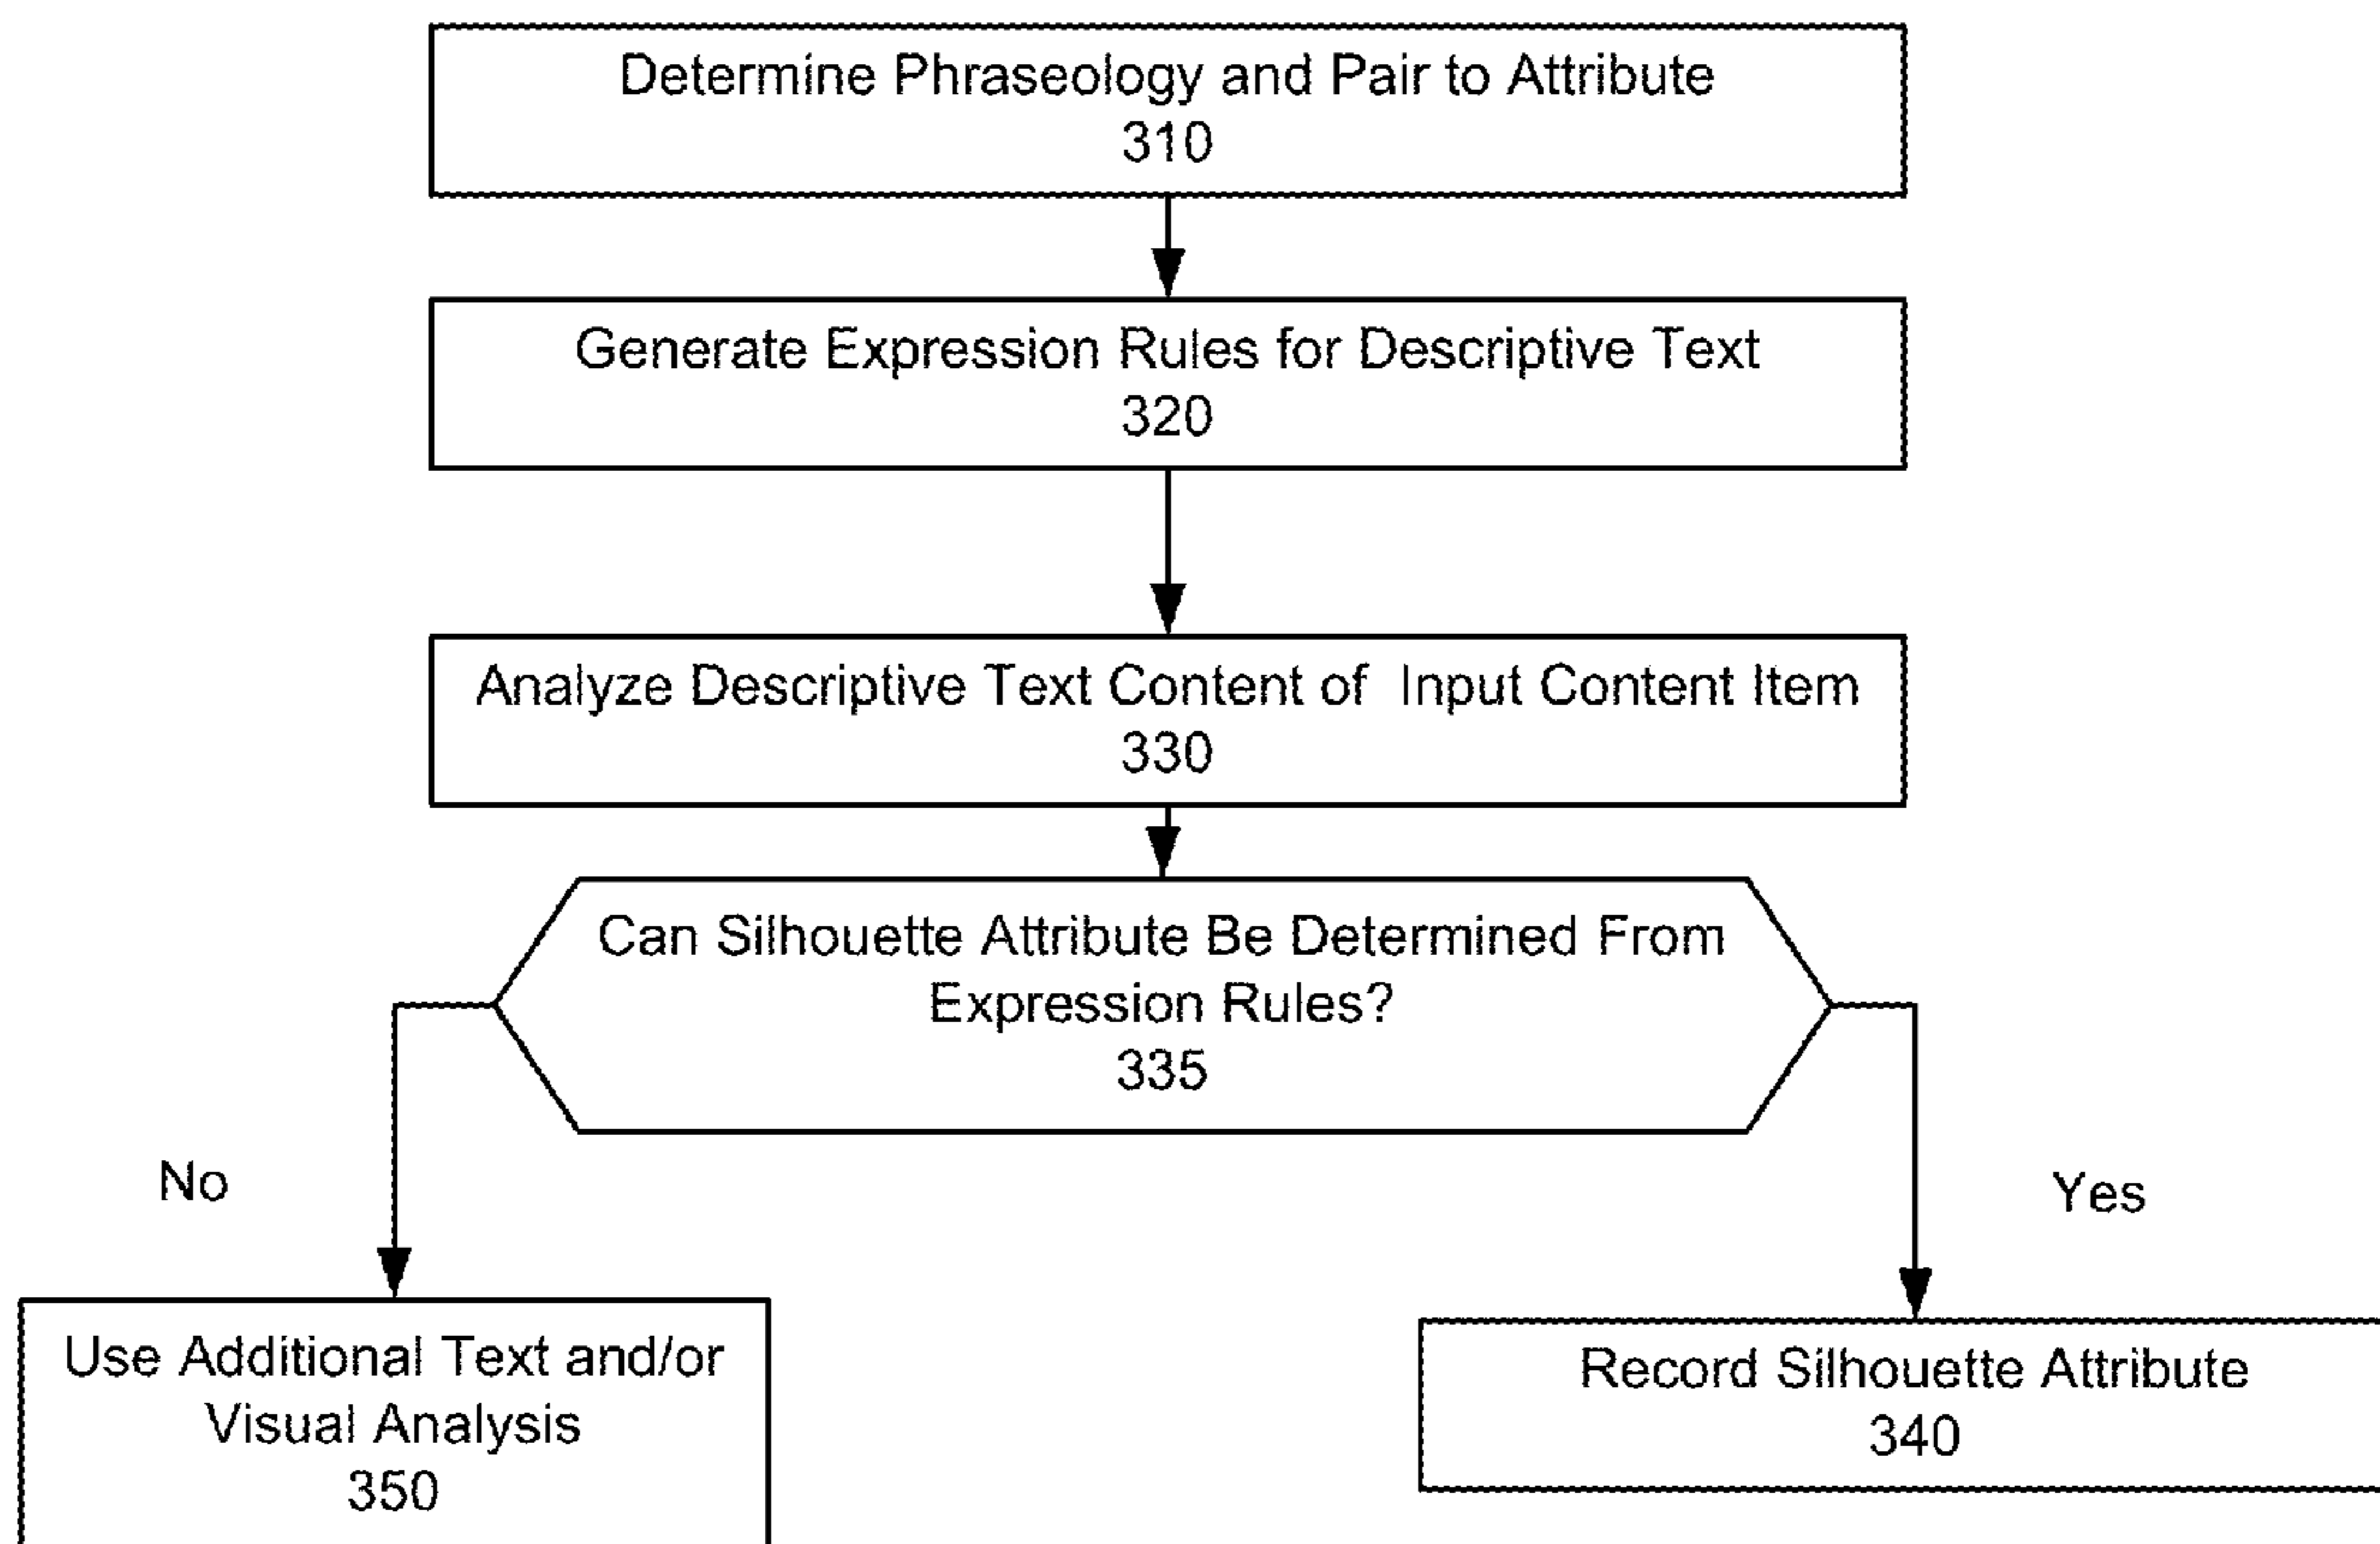 Determine Phraseology and Pair to Attribute
310
Generate Expression Rules for Descriptive Text
320
Analyze Descriptive Text Content of Input Content Item
330
Can Silhouette Attribute Be Determined From
Expression Rules?
335
No
Yes
Use Additional Text and/or
Visual Analysis
350
Record Silhouette Attribute
340